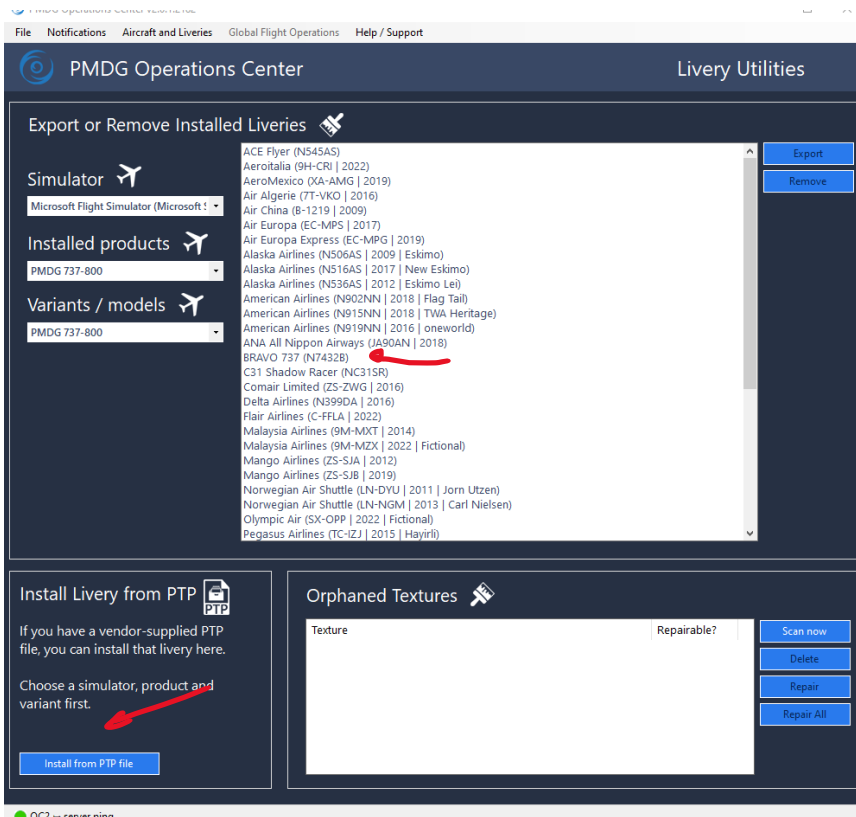 File Notifications Aircraft and Liveries Global Flight Operations Help / Support
PMDG Operations Center
Livery Utilities
Export or Remove Installed Liveries
Simulator
Microsoft Flight Simulator (Microsoft
Installed products
PMDG 737-800
Variants / models
PMDG 737-800
ACE Flyer (N545AS)
Aeroitalia (9H-CRI | 2022)
AeroMexico (XA-AMG | 2019)
Air Algerie (7T-VKO | 2016)
Air China (B-1219 | 2009)
Air Europa (EC-MPS | 2017)
Air Europa Express (EC-MPG | 2019)
Alaska Airlines (N506AS | 2009 | Eskimo)
Alaska Airlines (N516AS | 2017 | New Eskimo)
Alaska Airlines (N536AS | 2012 | Eskimo Lei)
American Airlines (N902NN | 2018 | Flag Tail)
American Airlines (N915NN | 2018 | TWA Heritage)
American Airlines (N919NN | 2016 | oneworld)
ANA All Nippon Airways (JA90AN | 2018)
BRAVO 737 (N7432B)
C31 Shadow Racer (NC31SR)
Comair Limited (ZS-ZWG | 2016)
Delta Airlines (N399DA | 2016)
Flair Airlines (C-FFLA | 2022)
Malaysia Airlines (9M-MXT | 2014)
Malaysia Airlines (9M-MZX | 2022 | Fictional)
Mango Airlines (ZS-SJA | 2012)
Mango Airlines (ZS-SJB | 2019)
Norwegian Air Shuttle (LN-DYU | 2011 | Jorn Utzen)
Norwegian Air Shuttle (LN-NGM | 2013 | Carl Nielsen)
Olympic Air (SX-OPP | 2022 | Fictional)
Pegasus Airlines (TC-IZJ | 2015 | Hayirli)
Export
Remove
Install Livery from PTP
PTP
If you have a vendor-supplied PTP
file, you can install that livery here.
Choose a simulator, product and
variant first.
Install from PTP file
Orphaned Textures
Texture Repairable?
Scan now
Delete
Repair
Repair All